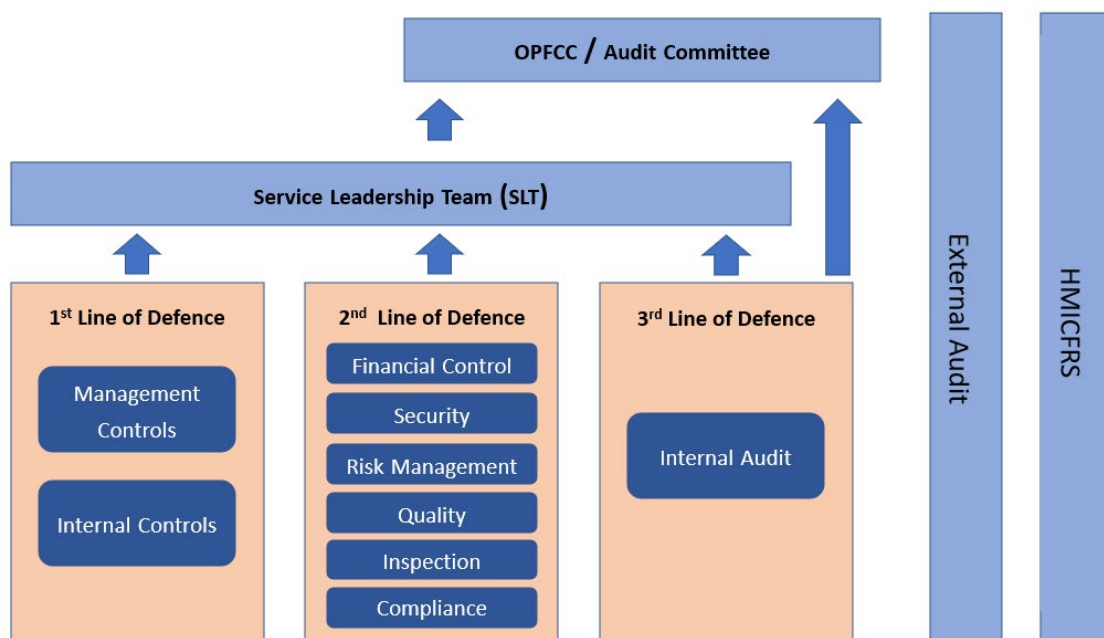 OPFCC / Audit Committee
Service Leadership Team (SLT)
1st Line of Defence
Management
Controls
Internal Controls
2nd Line of Defence
Financial Control
Security
Risk Management
Quality
Inspection
Compliance
3rd Line of Defence
Internal Audit
External Audit
HMICFRS